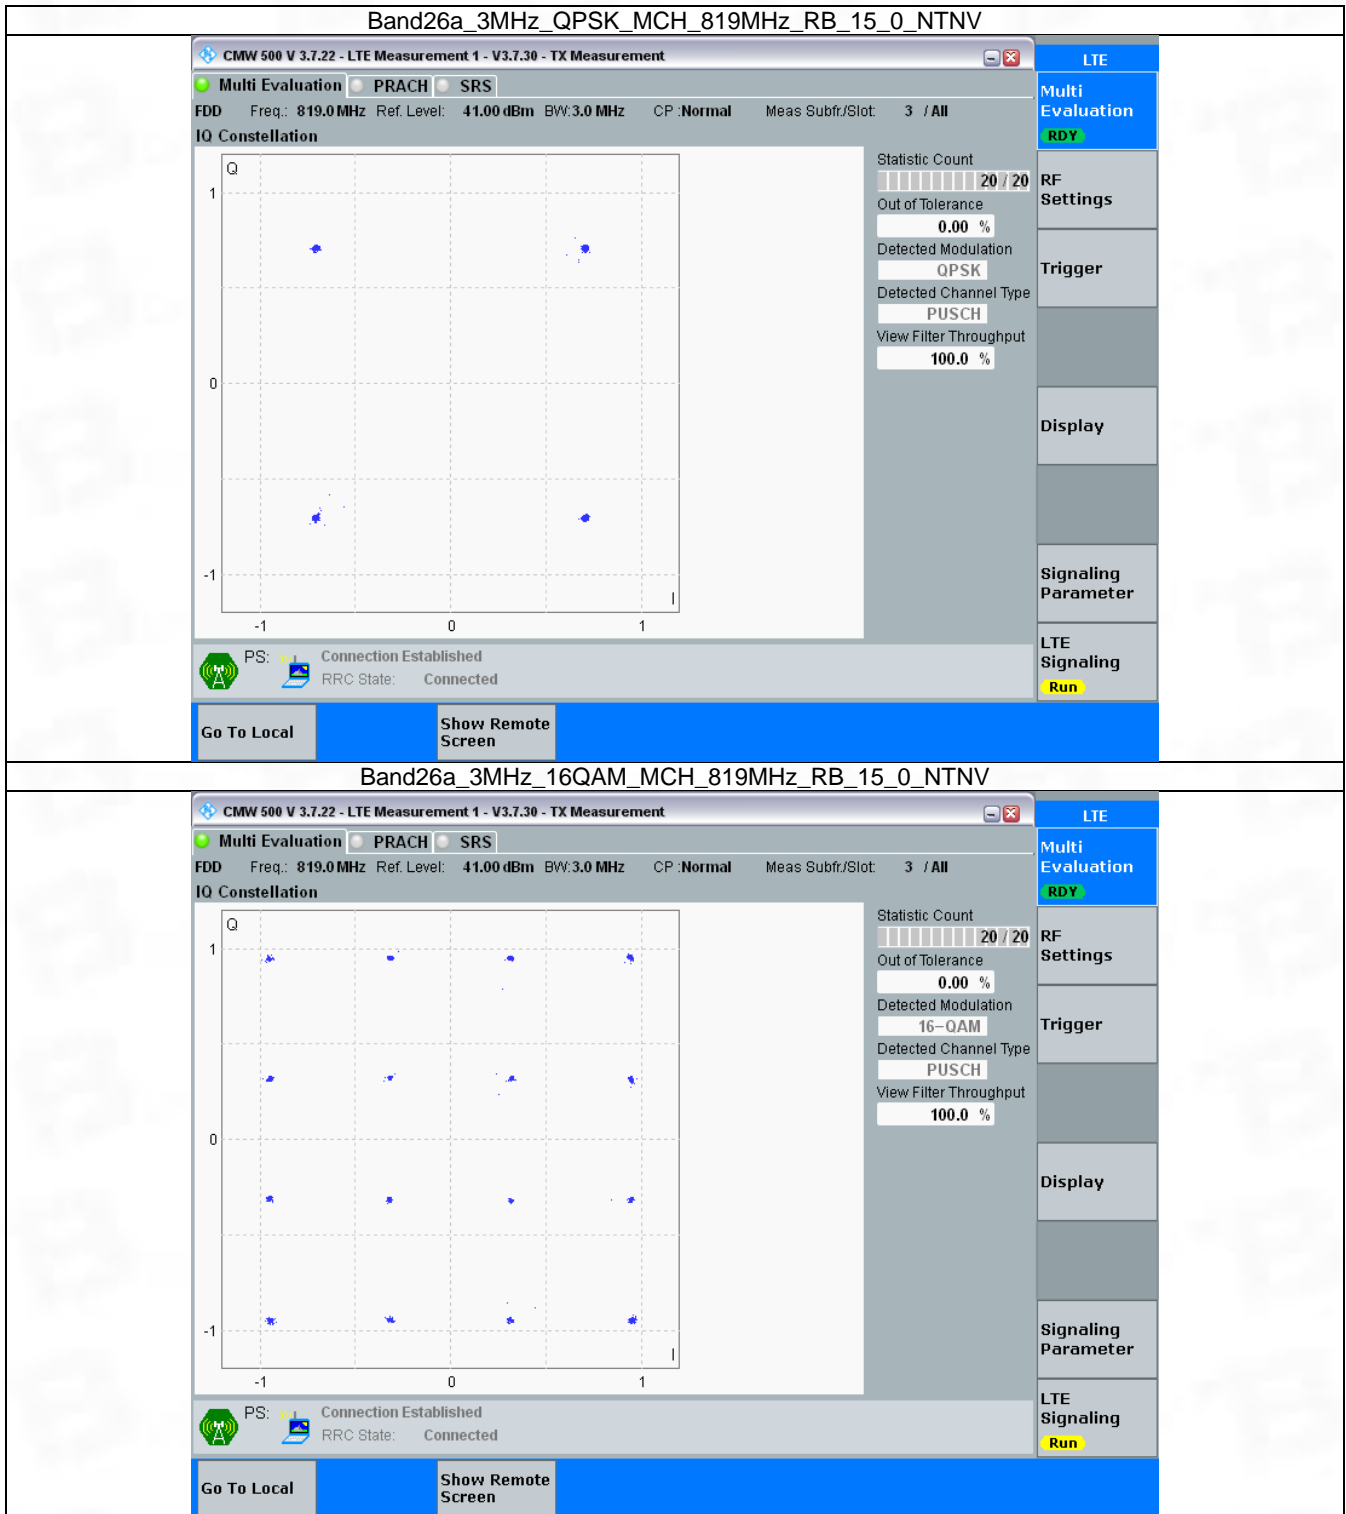 Band26a_3MHz_QPSK_MCH_819MHz_RB_15_0_NTNV
CMW 500 V 3.7.22 - LTE Measurement 1 - V3.7.30 - TX Measurement
LTE
Multi Evaluation PRACH SRS
Multi
Evaluation
RDY
FDD Freq.: 819.0 MHz Ref. Level: 41.00 dBm BW: 3.0 MHz CP : Normal Meas Subfr./Slot: 3 / All
IQ Constellation
Q
1
0
-1
I
-1 0 1
Statistic Count
20 / 20
Out of Tolerance
0.00 %
Detected Modulation
QPSK
Detected Channel Type
PUSCH
View Filter Throughput
100.0 %
RF
Settings
Trigger
Display
Signaling
Parameter
LTE
Signaling
Run
PS: Connection Established
RRC State: Connected
Go To Local
Show Remote
Screen
Band26a_3MHz_16QAM_MCH_819MHz_RB_15_0_NTNV
CMW 500 V 3.7.22 - LTE Measurement 1 - V3.7.30 - TX Measurement
LTE
Multi Evaluation PRACH SRS
Multi
Evaluation
RDY
FDD Freq.: 819.0 MHz Ref. Level: 41.00 dBm BW: 3.0 MHz CP : Normal Meas Subfr./Slot: 3 / All
IQ Constellation
Q
1
0
-1
I
-1 0 1
Statistic Count
20 / 20
Out of Tolerance
0.00 %
Detected Modulation
16-QAM
Detected Channel Type
PUSCH
View Filter Throughput
100.0 %
RF
Settings
Trigger
Display
Signaling
Parameter
LTE
Signaling
Run
PS: Connection Established
RRC State: Connected
Go To Local
Show Remote
Screen